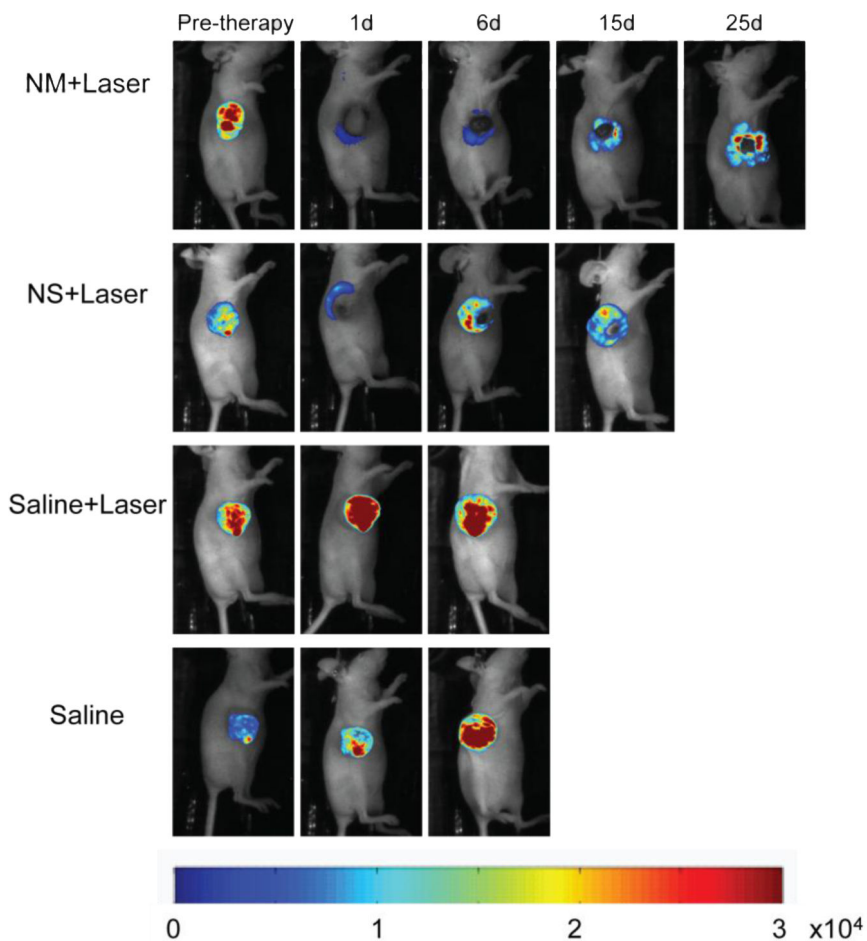 Pre-therapy 1d 6d 15d 25d
NM+Laser
NS+Laser
Saline+Laser
Saline
0 1 2 3 x10⁴